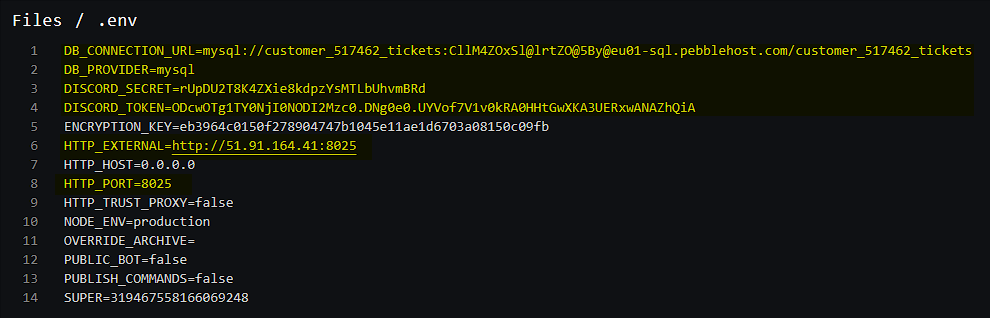 Files / .env
1 DB_CONNECTION_URL=mysql://customer_517462_tickets:CllM4ZOxSl@lrtZO@5By@eu01-sql.pebblehost.com/customer_517462_tickets
2 DB_PROVIDER=mysql
3 DISCORD_SECRET=rUpDU2T8K4ZXie8kdpzYsMTLbUhvmBRd
4 DISCORD_TOKEN=ODcwOTg1TY0NjI0NODI2Mzc0.DNg0e0.UYVof7V1v0kRA0HHtGwXKA3UERxwANAZhQiA
5 ENCRYPTION_KEY=eb3964c0150f278904747b1045e11ae1d6703a08150c09fb
6 HTTP_EXTERNAL=http://51.91.164.41:8025
7 HTTP_HOST=0.0.0.0
8 HTTP_PORT=8025
9 HTTP_TRUST_PROXY=false
10 NODE_ENV=production
11 OVERRIDE_ARCHIVE=
12 PUBLIC_BOT=false
13 PUBLISH_COMMANDS=false
14 SUPER=319467558166069248